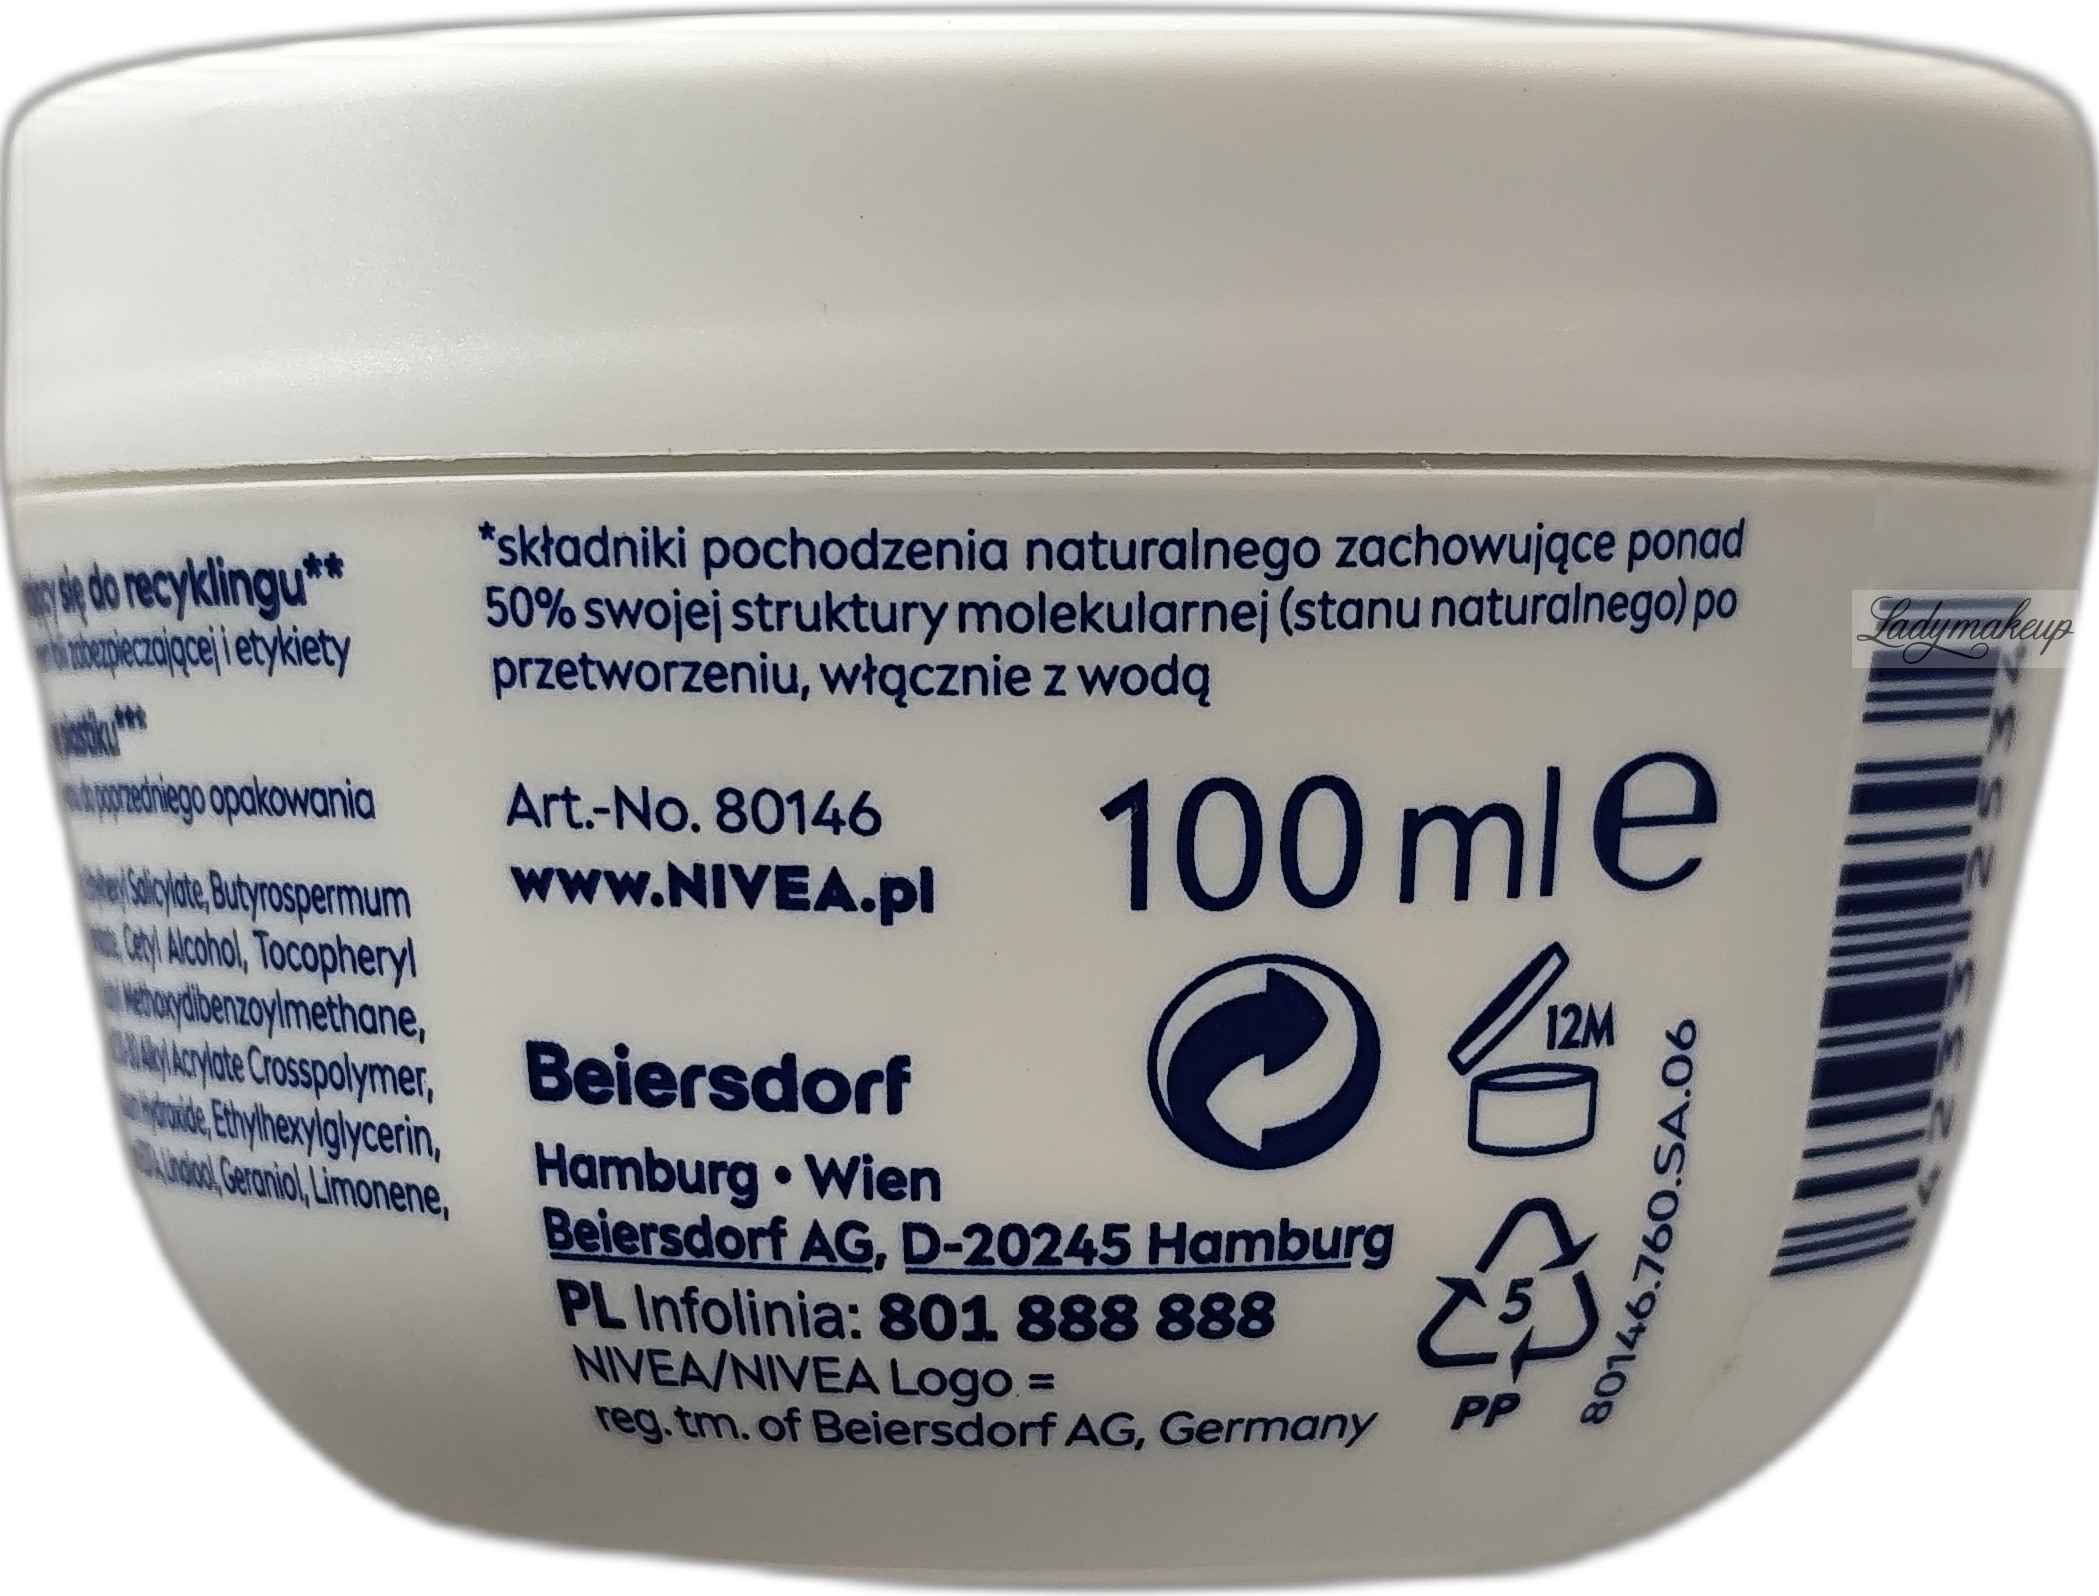 się do recyklingu**
zabezpieczającej i etykiety
plastiku***
do poprzedniego opakowania
Salicylate, Butyrospermum
Cetyl Alcohol, Tocopheryl
Methoxydibenzoylmethane,
Alkyl Acrylate Crosspolymer,
Hydroxide, Ethylhexylglycerin,
Linalool, Geraniol, Limonene,
*składniki pochodzenia naturalnego zachowujące ponad
50% swojej struktury molekularnej (stanu naturalnego) po
przetworzeniu, włącznie z wodą
Art.-No. 80146
www.NIVEA.pl
100 ml e
12M
Beiersdorf
Hamburg • Wien
Beiersdorf AG, D-20245 Hamburg
PL Infolinia: 801 888 888
NIVEA/NIVEA Logo =
reg. tm. of Beiersdorf AG, Germany
5
PP
80146.760.SA.06
Ladymakeup